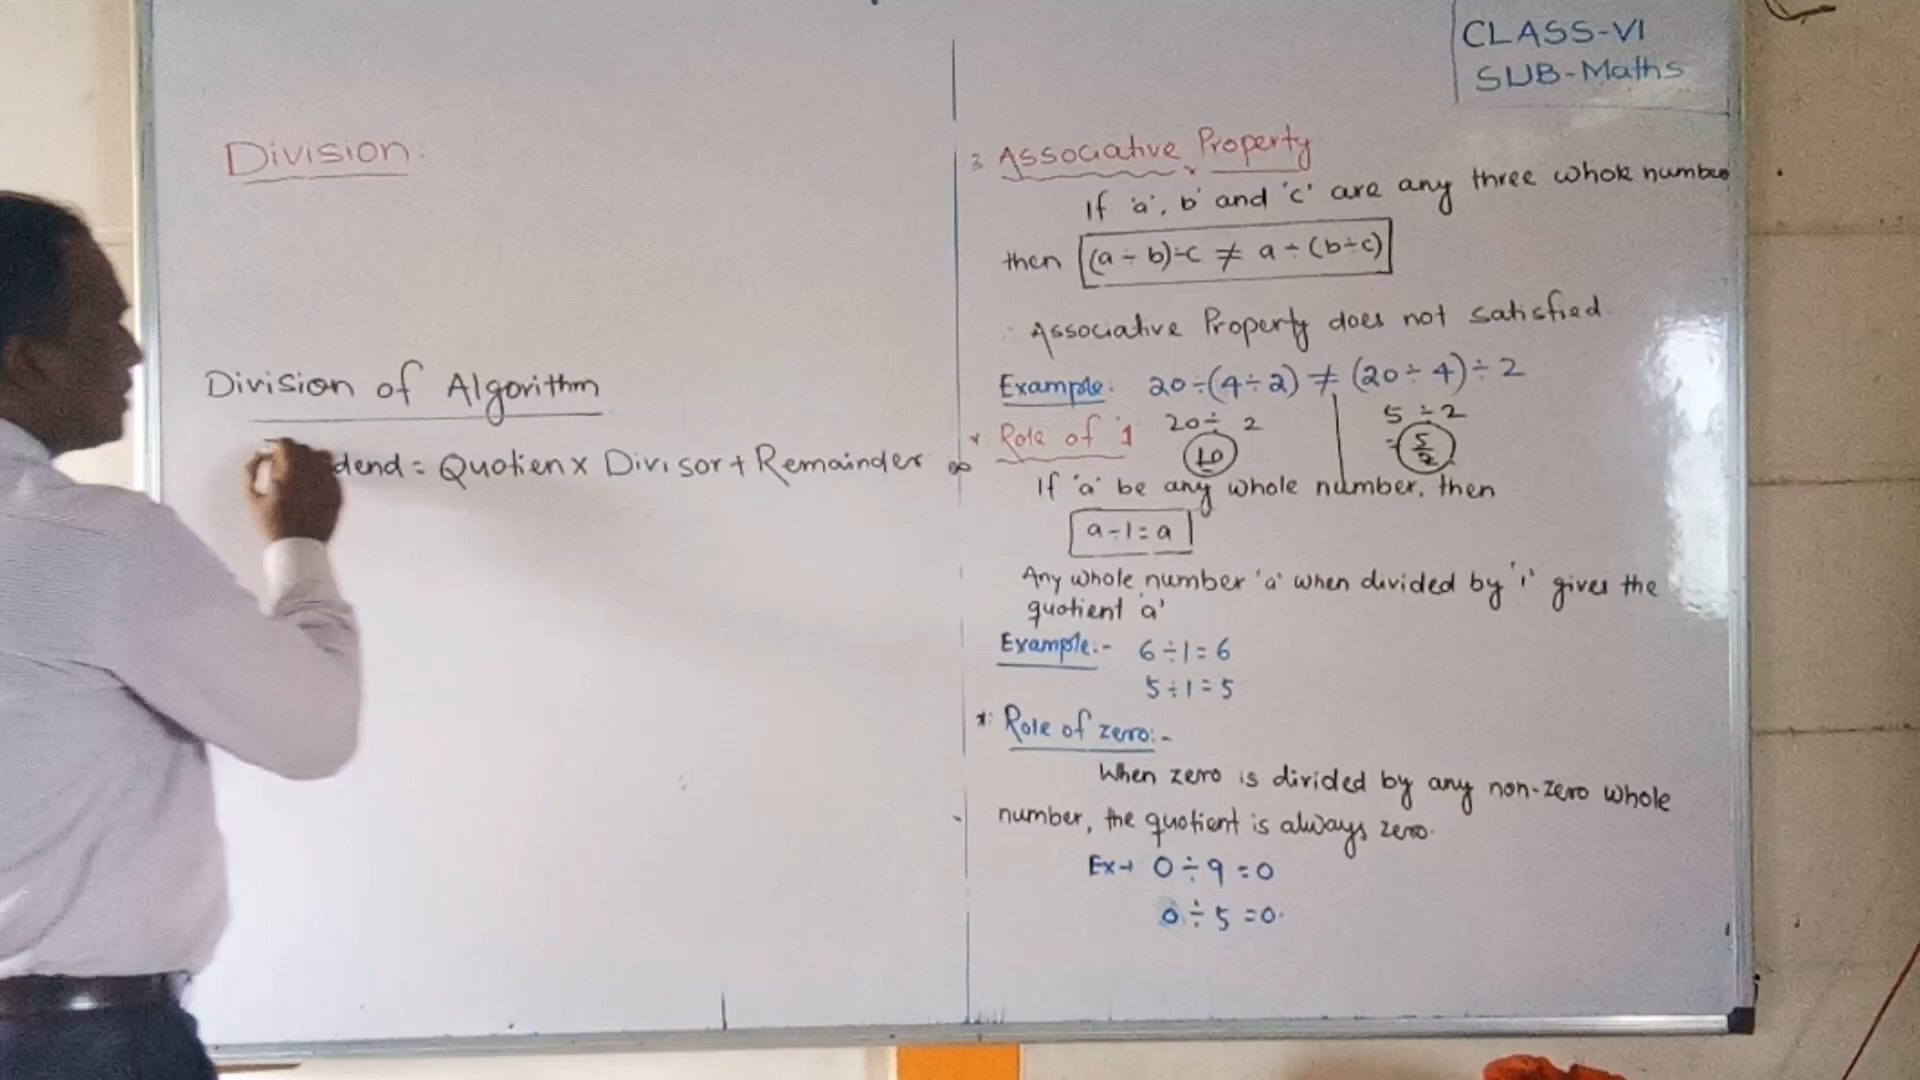 CLASS-VI
SUB-Maths
Division.
Division of Algorithm
dend = Quotien x Divisor + Remainder
Associative Property
If 'a', b' and 'c' are any three whole number
then (a ÷ b)÷c ≠ a ÷ (b÷c)
Associative Property does not satisfied.
Example: 20÷(4÷2) ≠ (20÷4)÷2
20÷ 2
5 ÷ 2
10
= 5/2
* Role of 1
If 'a' be any whole number, then
a÷1=a
Any whole number 'a' when divided by '1' gives the
quotient 'a'
Example:- 6÷1=6
5÷1=5
*: Role of zero:-
When zero is divided by any non-zero whole
number, the quotient is always zero.
Ex→ 0÷9=0
0÷5=0.